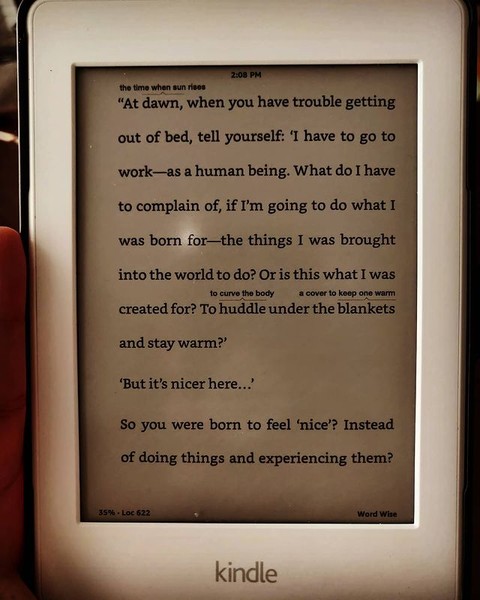 2:08 PM
the time when sun rises
“At dawn, when you have trouble getting
out of bed, tell yourself: ‘I have to go to
work—as a human being. What do I have
to complain of, if I’m going to do what I
was born for—the things I was brought
into the world to do? Or is this what I was
to curve the body a cover to keep one warm
created for? To huddle under the blankets
and stay warm?’
‘But it’s nicer here...’
So you were born to feel ‘nice’? Instead
of doing things and experiencing them?
35% - Loc 622 Word Wise
kindle